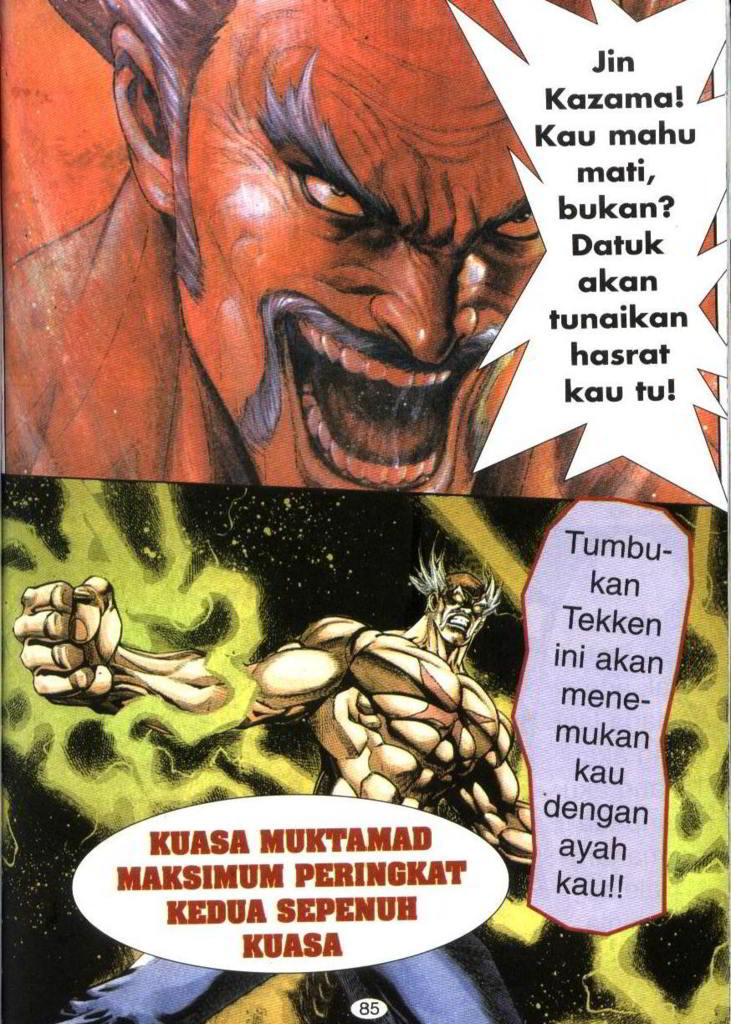 Jin
Kazama!
Kau mahu
mati,
bukan?
Datuk
akan
tunaikan
hasrat
kau tu!
Tumbu-
kan
Tekken
ini akan
mene-
mukan
kau
dengan
ayah
kau!!
KUASA MUKTAMAD
MAKSIMUM PERINGKAT
KEDUA SEPENUH
KUASA
85